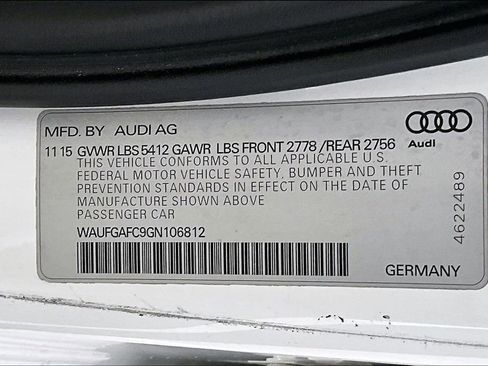 MFD. BY AUDI AG
11 15 GVWR LBS 5412 GAWR LBS FRONT 2778 /REAR 2756
THIS VEHICLE CONFORMS TO ALL APPLICABLE U.S.
FEDERAL MOTOR VEHICLE SAFETY, BUMPER AND THEFT
PREVENTION STANDARDS IN EFFECT ON THE DATE OF
MANUFACTURE SHOWN ABOVE
PASSENGER CAR
WAUFGAFC9GN106812
Audi
4622489
GERMANY